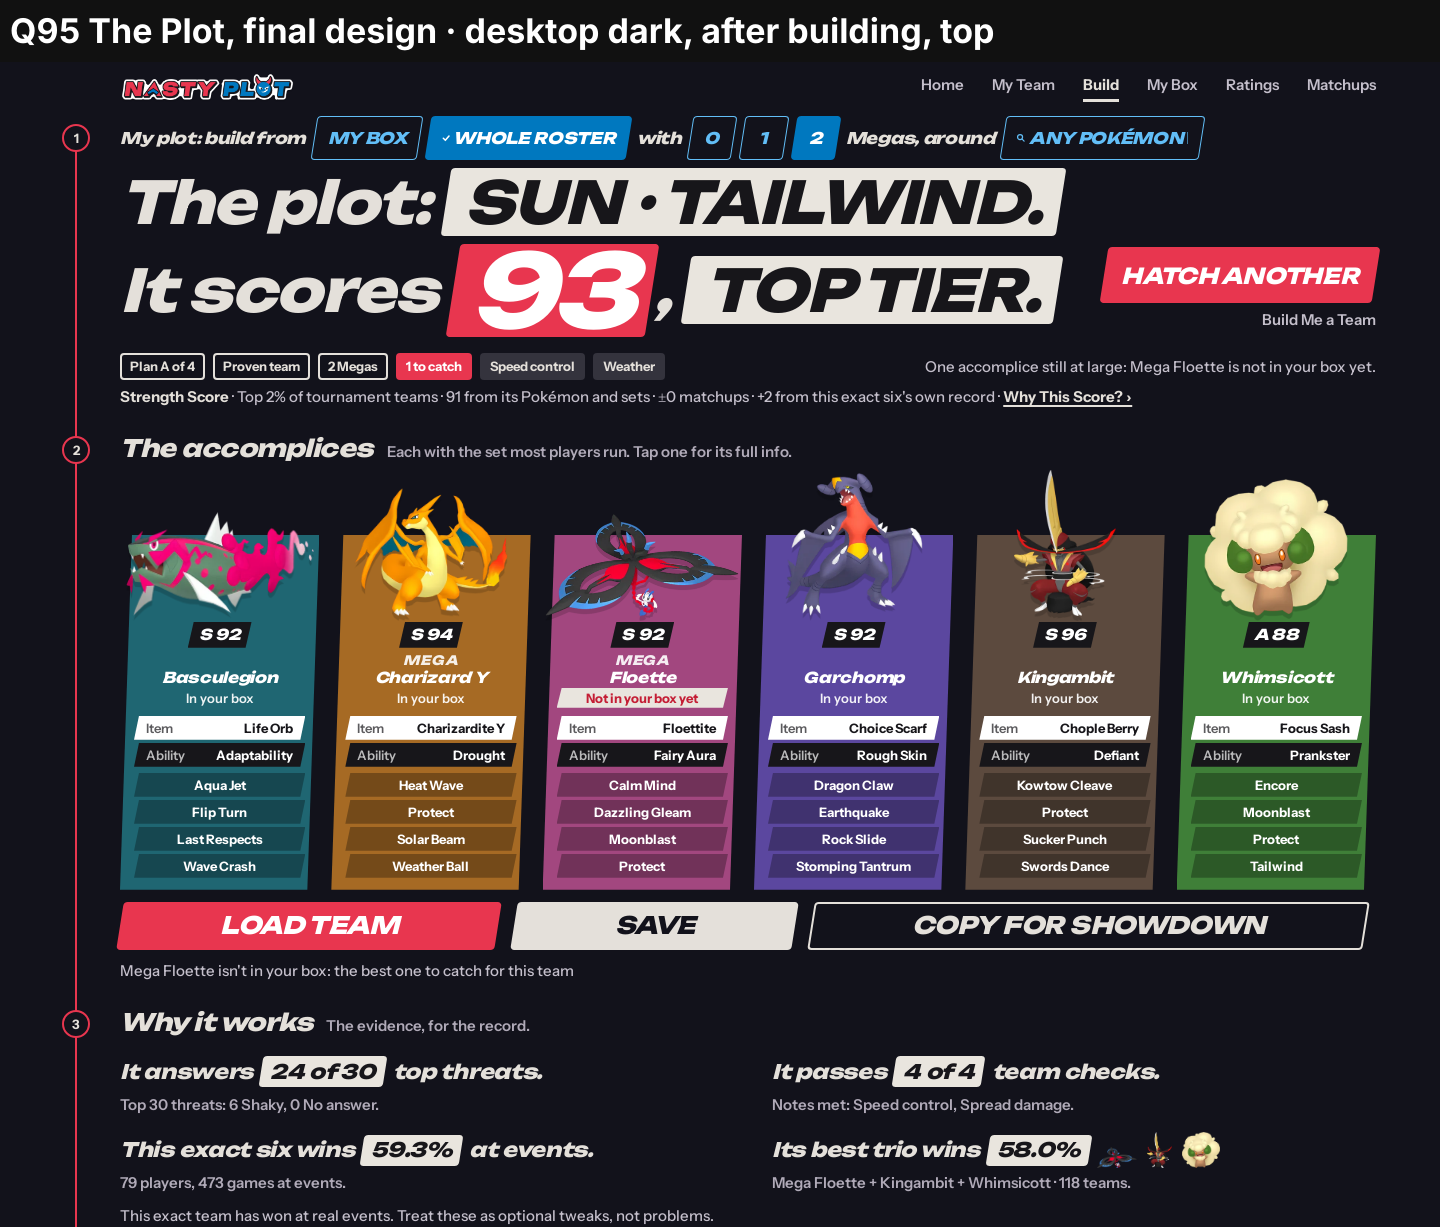 Q95 The Plot, final design · desktop dark, after building, top
NASTY PLOT
Home My Team Build My Box Ratings Matchups
1
My plot: build from MY BOX ✓ WHOLE ROSTER with 0 1 2 Megas, around ANY POKÉMON
The plot: SUN · TAILWIND.
It scores 93, TOP TIER.
HATCH ANOTHER
Build Me a Team
Plan A of 4 Proven team 2 Megas 1 to catch Speed control Weather
One accomplice still at large: Mega Floette is not in your box yet.
Strength Score · Top 2% of tournament teams · 91 from its Pokémon and sets · ±0 matchups · +2 from this exact six's own record · Why This Score? ›
2
The accomplices Each with the set most players run. Tap one for its full info.
S 92
Basculegion
In your box
Item Life Orb
Ability Adaptability
Aqua Jet
Flip Turn
Last Respects
Wave Crash
S 94
MEGA
Charizard Y
In your box
Item Charizardite Y
Ability Drought
Heat Wave
Protect
Solar Beam
Weather Ball
S 92
MEGA
Floette
Not in your box yet
Item Floettite
Ability Fairy Aura
Calm Mind
Dazzling Gleam
Moonblast
Protect
S 92
Garchomp
In your box
Item Choice Scarf
Ability Rough Skin
Dragon Claw
Earthquake
Rock Slide
Stomping Tantrum
S 96
Kingambit
In your box
Item Chople Berry
Ability Defiant
Kowtow Cleave
Protect
Sucker Punch
Swords Dance
A 88
Whimsicott
In your box
Item Focus Sash
Ability Prankster
Encore
Moonblast
Protect
Tailwind
LOAD TEAM SAVE COPY FOR SHOWDOWN
Mega Floette isn't in your box: the best one to catch for this team
3
Why it works The evidence, for the record.
It answers 24 of 30 top threats.
Top 30 threats: 6 Shaky, 0 No answer.
It passes 4 of 4 team checks.
Notes met: Speed control, Spread damage.
This exact six wins 59.3% at events.
79 players, 473 games at events.
Its best trio wins 58.0%
Mega Floette + Kingambit + Whimsicott · 118 teams.
This exact team has won at real events. Treat these as optional tweaks, not problems.